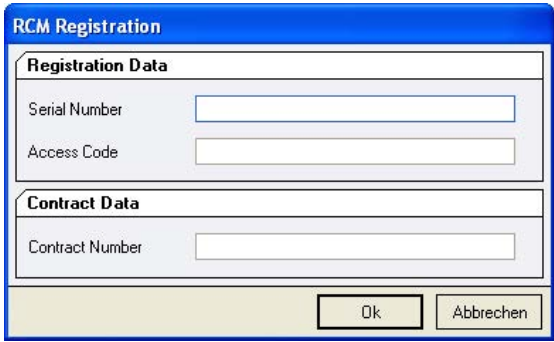 RCM Registration
Registration Data
Serial Number
Access Code
Contract Data
Contract Number
Ok Abbrechen